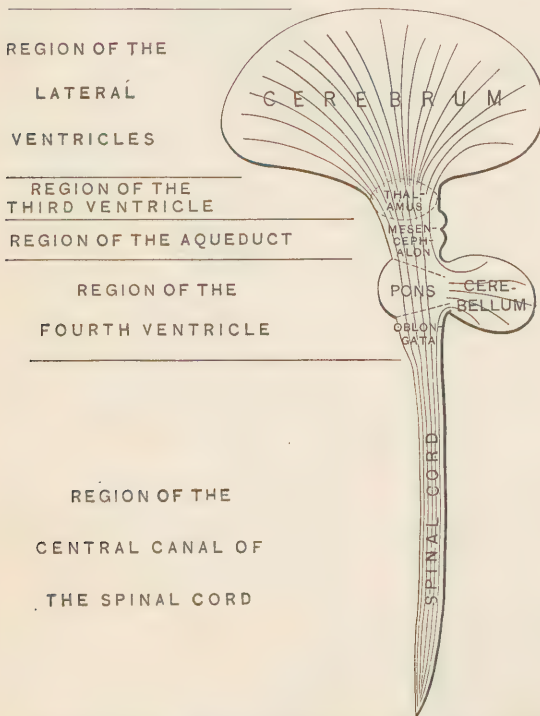 REGION OF THE
LATERAL
VENTRICLES
CEREBRUM
REGION OF THE
THIRD VENTRICLE
THAL-
AMUS
REGION OF THE AQUEDUCT
MESEN-
CEPH-
ALON
REGION OF THE
FOURTH VENTRICLE
PONS
CERE-
BELLUM
OBLON-
GATA
REGION OF THE
CENTRAL CANAL OF
THE SPINAL CORD
SPINAL CORD